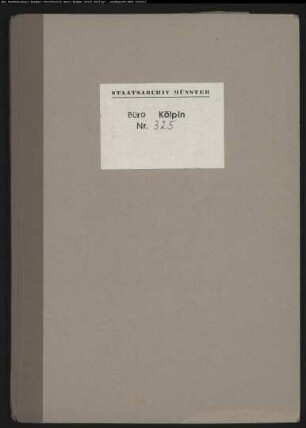 STAATSARCHIV MÜNSTER
Büro Kölpin
Nr. 325